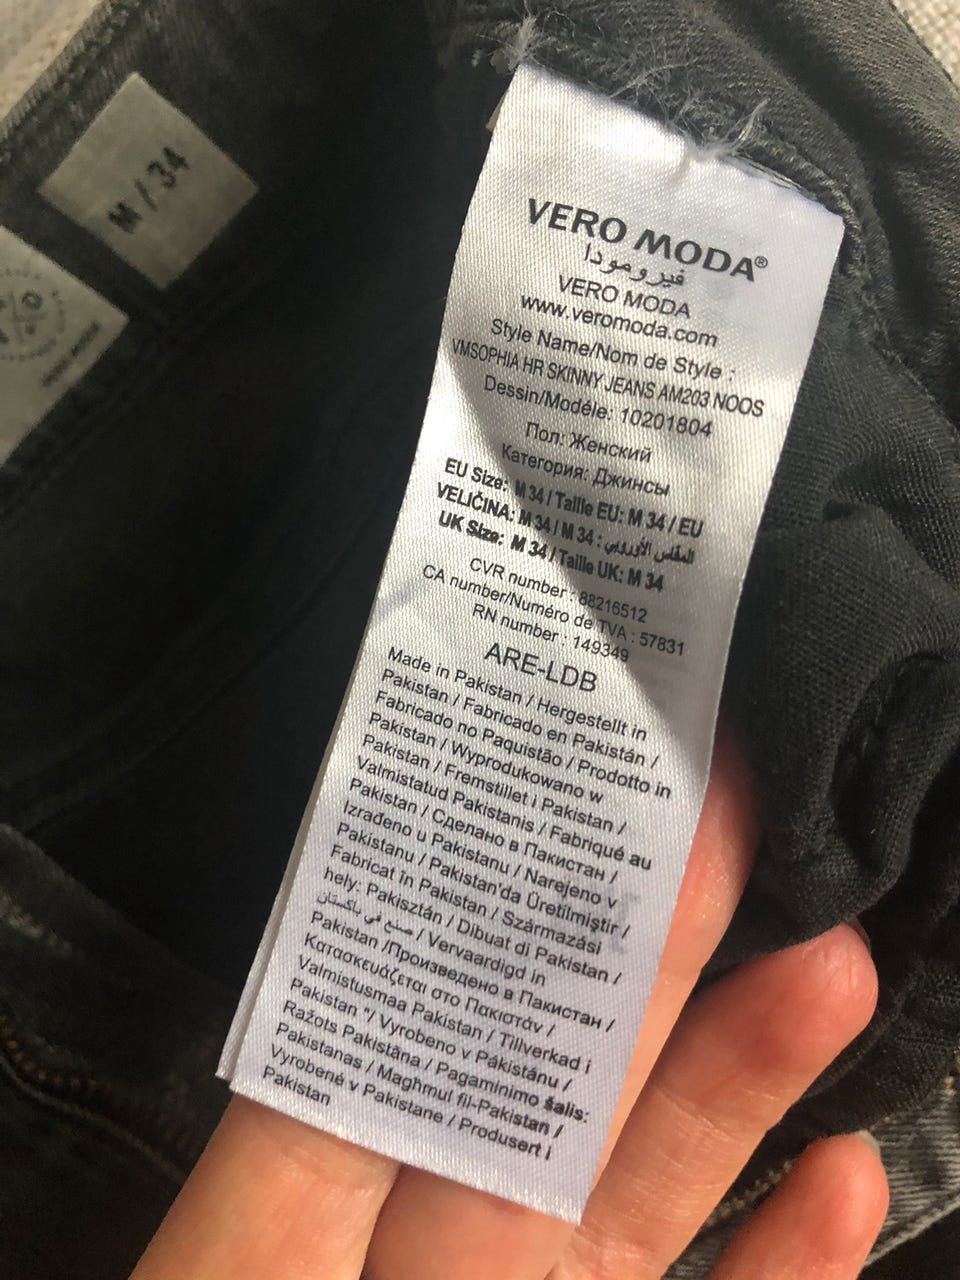 M / 34
VERO MODA
VERO MODA®
فيرومودا
VERO MODA
www.veromoda.com
Style Name/Nom de Style :
VMSOPHIA HR SKINNY JEANS AM203 NOOS
Dessin/Modéle: 10201804
Пол: Женский
Категория: Джинсы
EU Size: M 34 / Taille EU: M 34 / EU
VELIČINA: M 34 / M 34 : المقاس الأوروبي
UK Size: M 34 / Taille UK: M 34
CVR number : 88216512
CA number/Numéro de TVA : 57831
RN number : 149349
ARE-LDB
Made in Pakistan / Hergestellt in
Pakistan / Fabricado en Pakistán /
Fabricado no Paquistão / Prodotto in
Pakistan / Wyprodukowano w
Pakistan / Fremstillet i Pakistan /
Valmistatud Pakistanis / Fabriqué au
Pakistan / Сделано в Пакистан /
Izrađeno u Pakistanu / Narejeno v
Pakistanu / Pakistan'da Üretilmiştir /
Fabricat în Pakistan / Származási
hely: Pakisztán / Dibuat di Pakistan /
صنع في باكستان / Vervaardigd in
Pakistan /Произведено в Пакистан /
Κατασκευάζεται στο Πακιστάν /
Valmistusmaa Pakistan / Tillverkad i
Pakistan "/ Vyrobeno v Pákistánu /
Ražots Pakistāna / Pagaminimo šalis:
Pakistanas / Maghmul fil-Pakistan /
Vyrobené v Pakistane / Produsert i
Pakistan